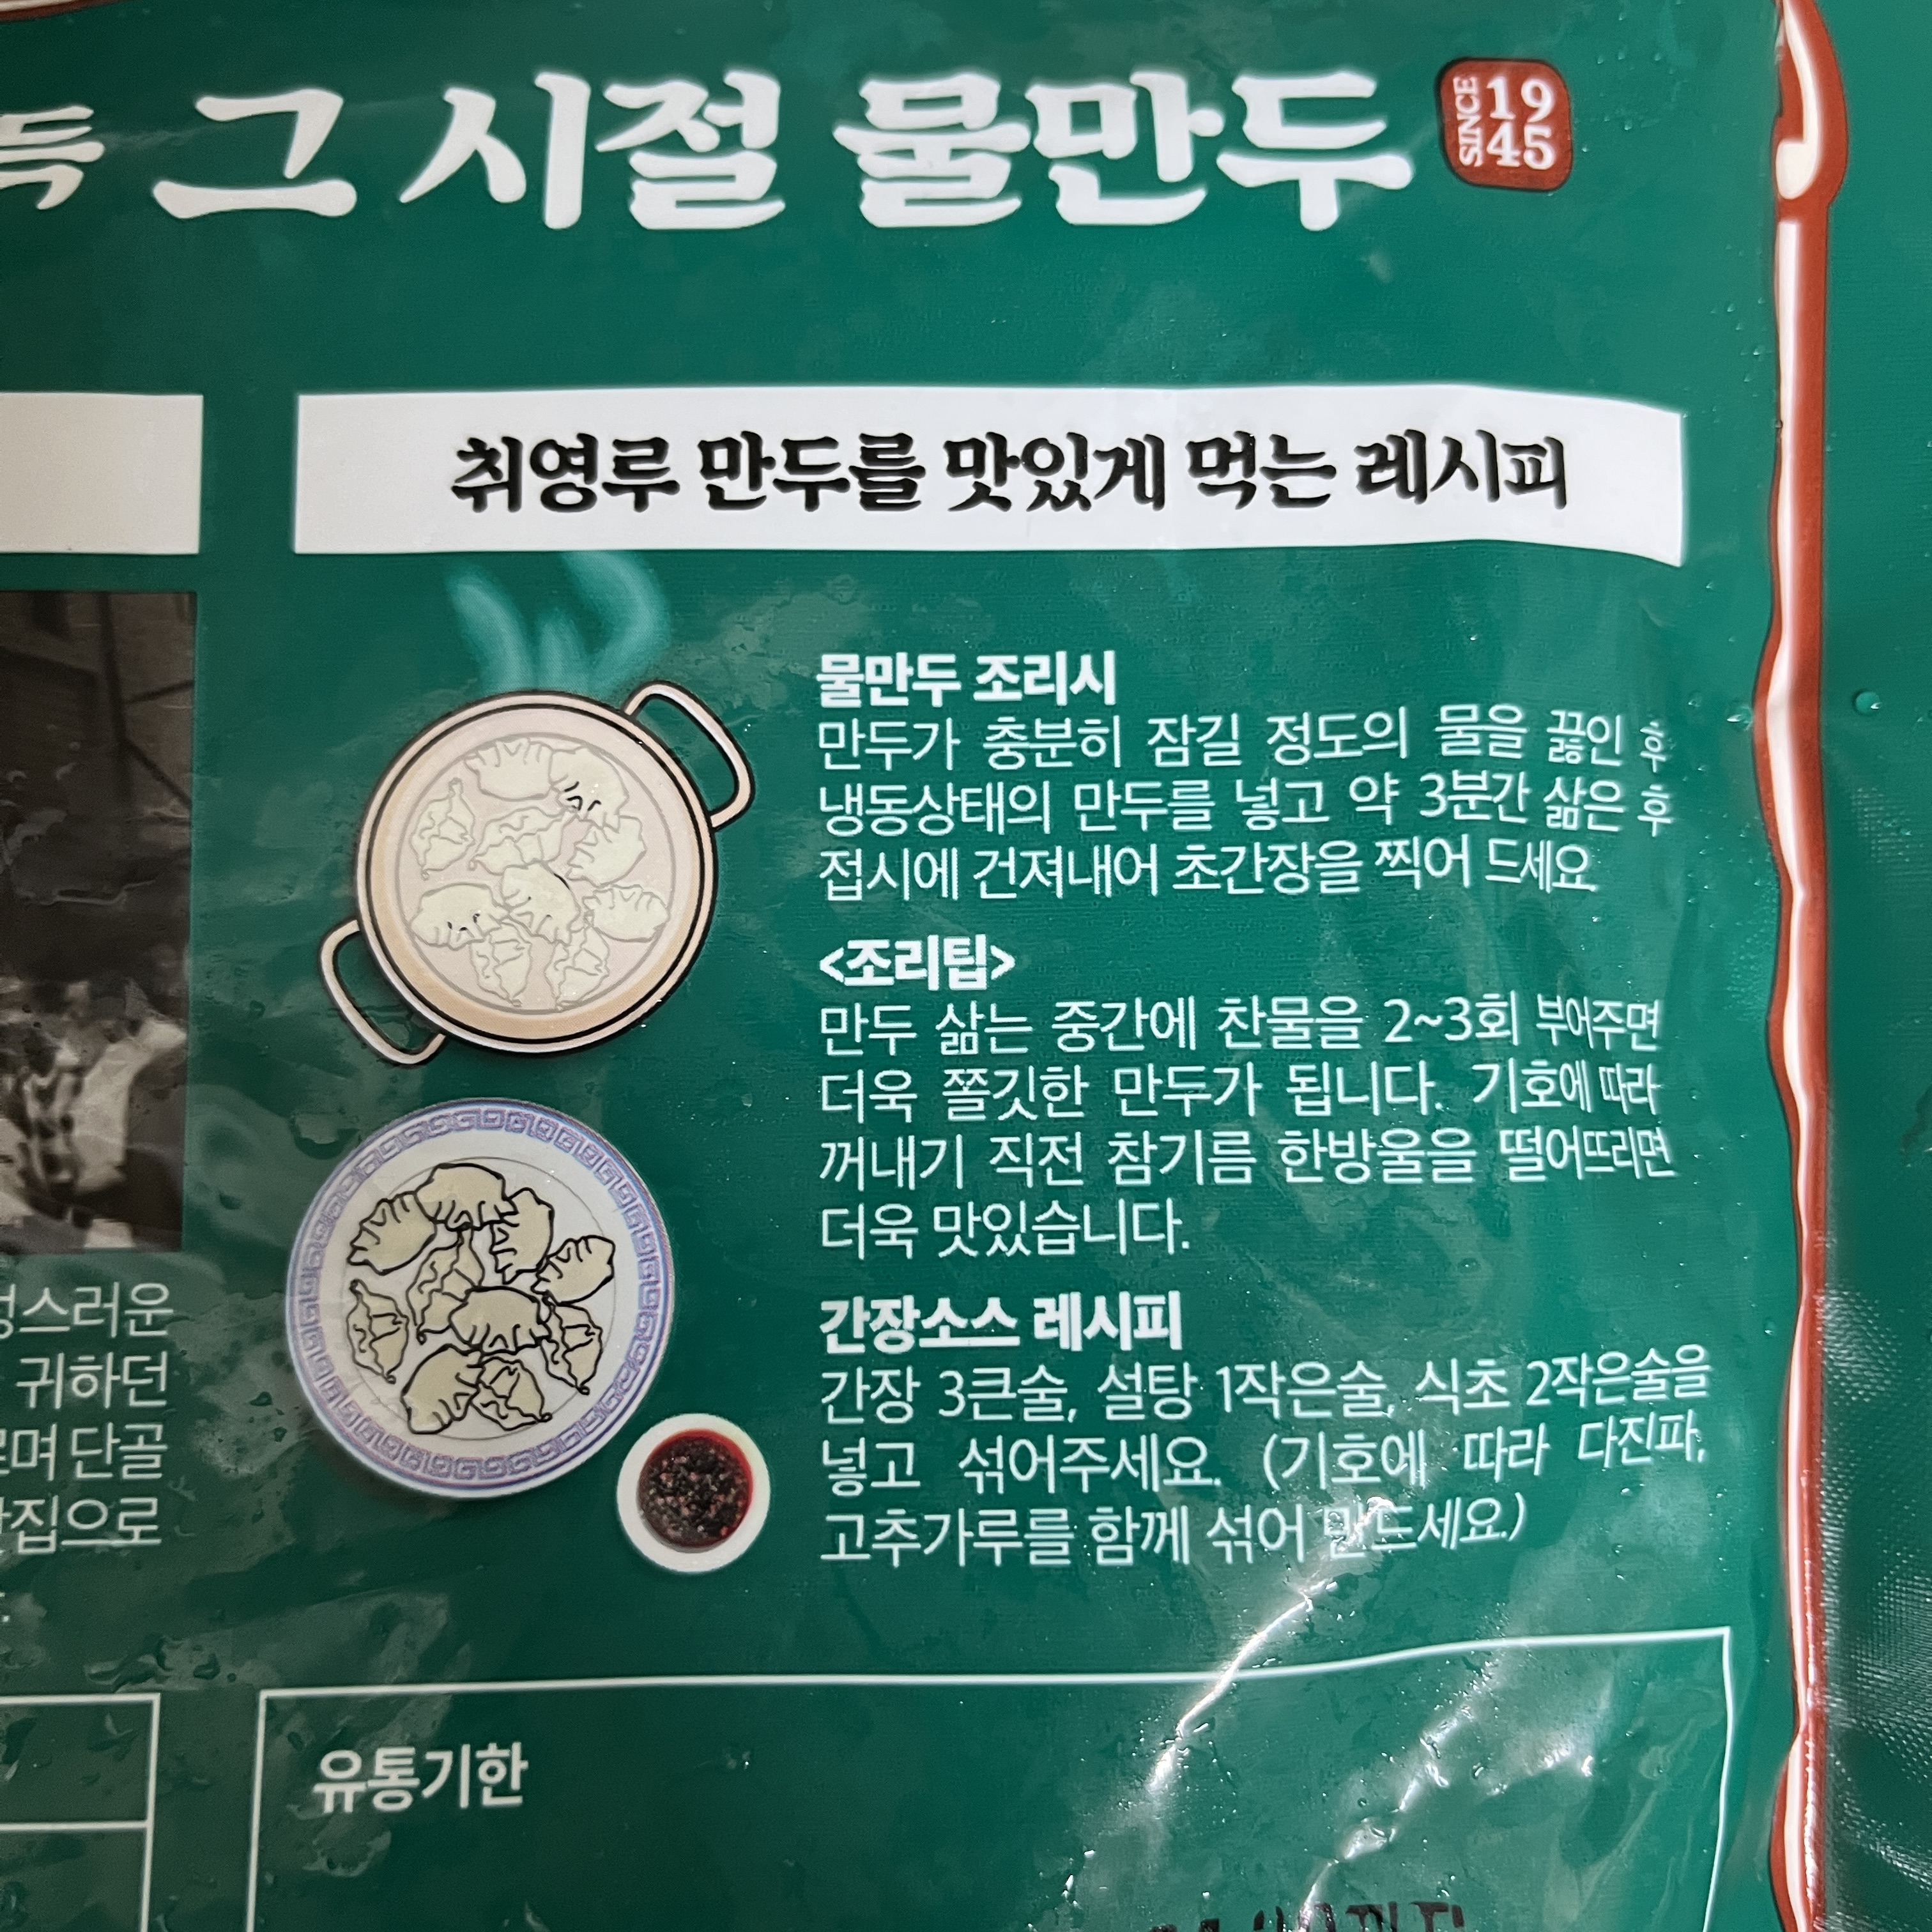 그 시절 물만두
SINCE
19
45
취영루 만두를 맛있게 먹는 레시피
물만두 조리시
만두가 충분히 잠길 정도의 물을 끓인 후
냉동상태의 만두를 넣고 약 3분간 삶은 후
접시에 건져내어 초간장을 찍어 드세요
<조리팁>
만두 삶는 중간에 찬물을 2~3회 부어주면
더욱 쫄깃한 만두가 됩니다. 기호에 따라
꺼내기 직전 참기름 한방울을 떨어뜨리면
더욱 맛있습니다.
간장소스 레시피
간장 3큰술, 설탕 1작은술, 식초 2작은술을
넣고 섞어주세요. (기호에 따라 다진파,
고추가루를 함께 섞어 만드세요.)
스러운
귀하던
며 단골
집으로
유통기한